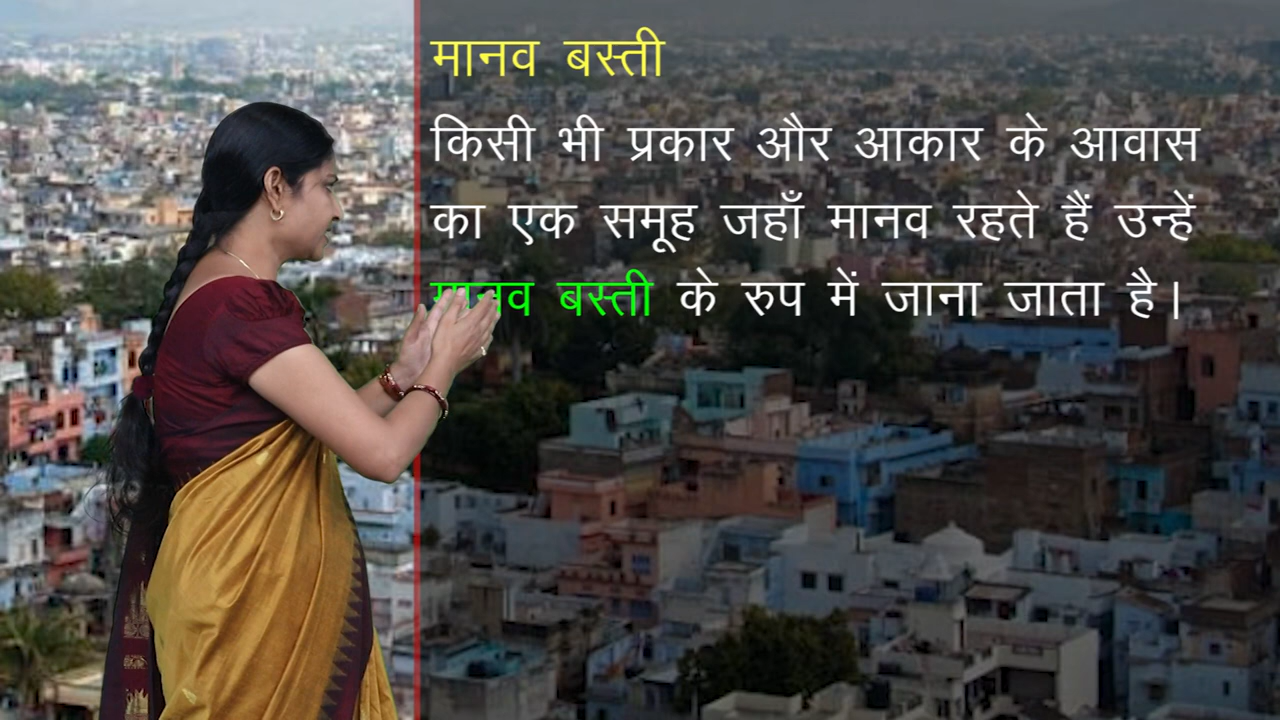 मानव बस्ती
किसी भी प्रकार और आकार के आवास
का एक समूह जहाँ मानव रहते हैं उन्हें
मानव बस्ती के रुप में जाना जाता है।